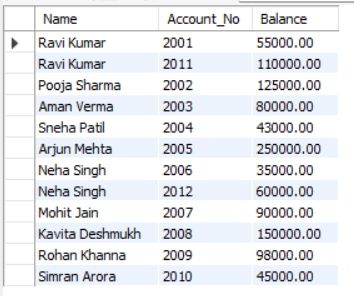 Name Account_No Balance
Ravi Kumar 2001 55000.00
Ravi Kumar 2011 110000.00
Pooja Sharma 2002 125000.00
Aman Verma 2003 80000.00
Sneha Patil 2004 43000.00
Arjun Mehta 2005 250000.00
Neha Singh 2006 35000.00
Neha Singh 2012 60000.00
Mohit Jain 2007 90000.00
Kavita Deshmukh 2008 150000.00
Rohan Khanna 2009 98000.00
Simran Arora 2010 45000.00